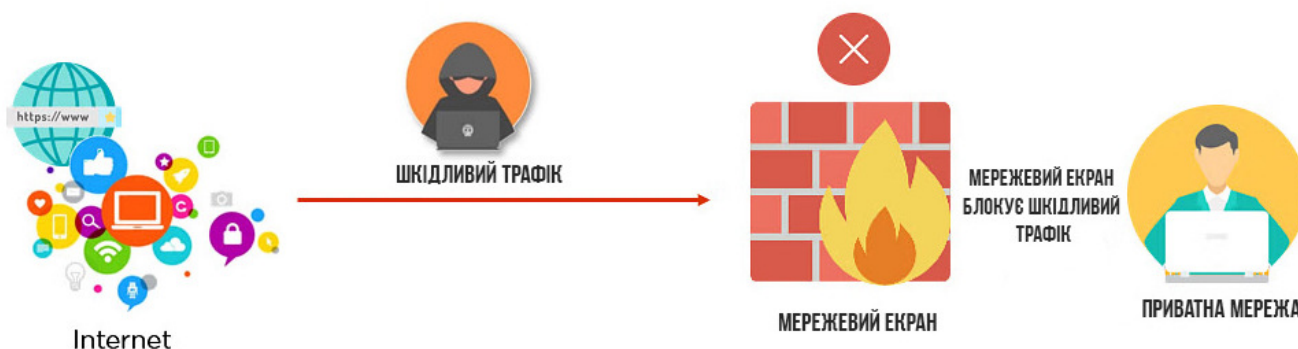 https://www
ШКІДЛИВИЙ ТРАФІК
МЕРЕЖЕВИЙ ЕКРАН
БЛОКУЄ ШКІДЛИВИЙ
ТРАФІК
Internet
МЕРЕЖЕВИЙ ЕКРАН
ПРИВАТНА МЕРЕЖА